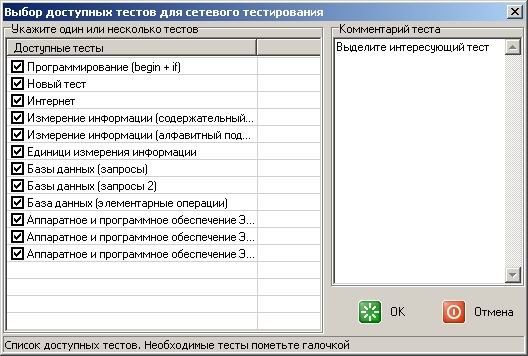 Выбор доступных тестов для сетевого тестирования
Укажите один или несколько тестов
Комментарий теста
Доступные тесты
Выделите интересующий тест
Программирование (begin + if)
Новый тест
Интернет
Измерение информации (содержательный...
Измерение информации (алфавитный под...
Единици измерения информации
Базы данных (запросы)
Базы данных (запросы 2)
База данных (элементарные операции)
Аппаратное и программное обеспечение Э...
Аппаратное и программное обеспечение Э...
Аппаратное и программное обеспечение Э...
OK
Отмена
Список доступных тестов. Необходимые тесты пометьте галочкой